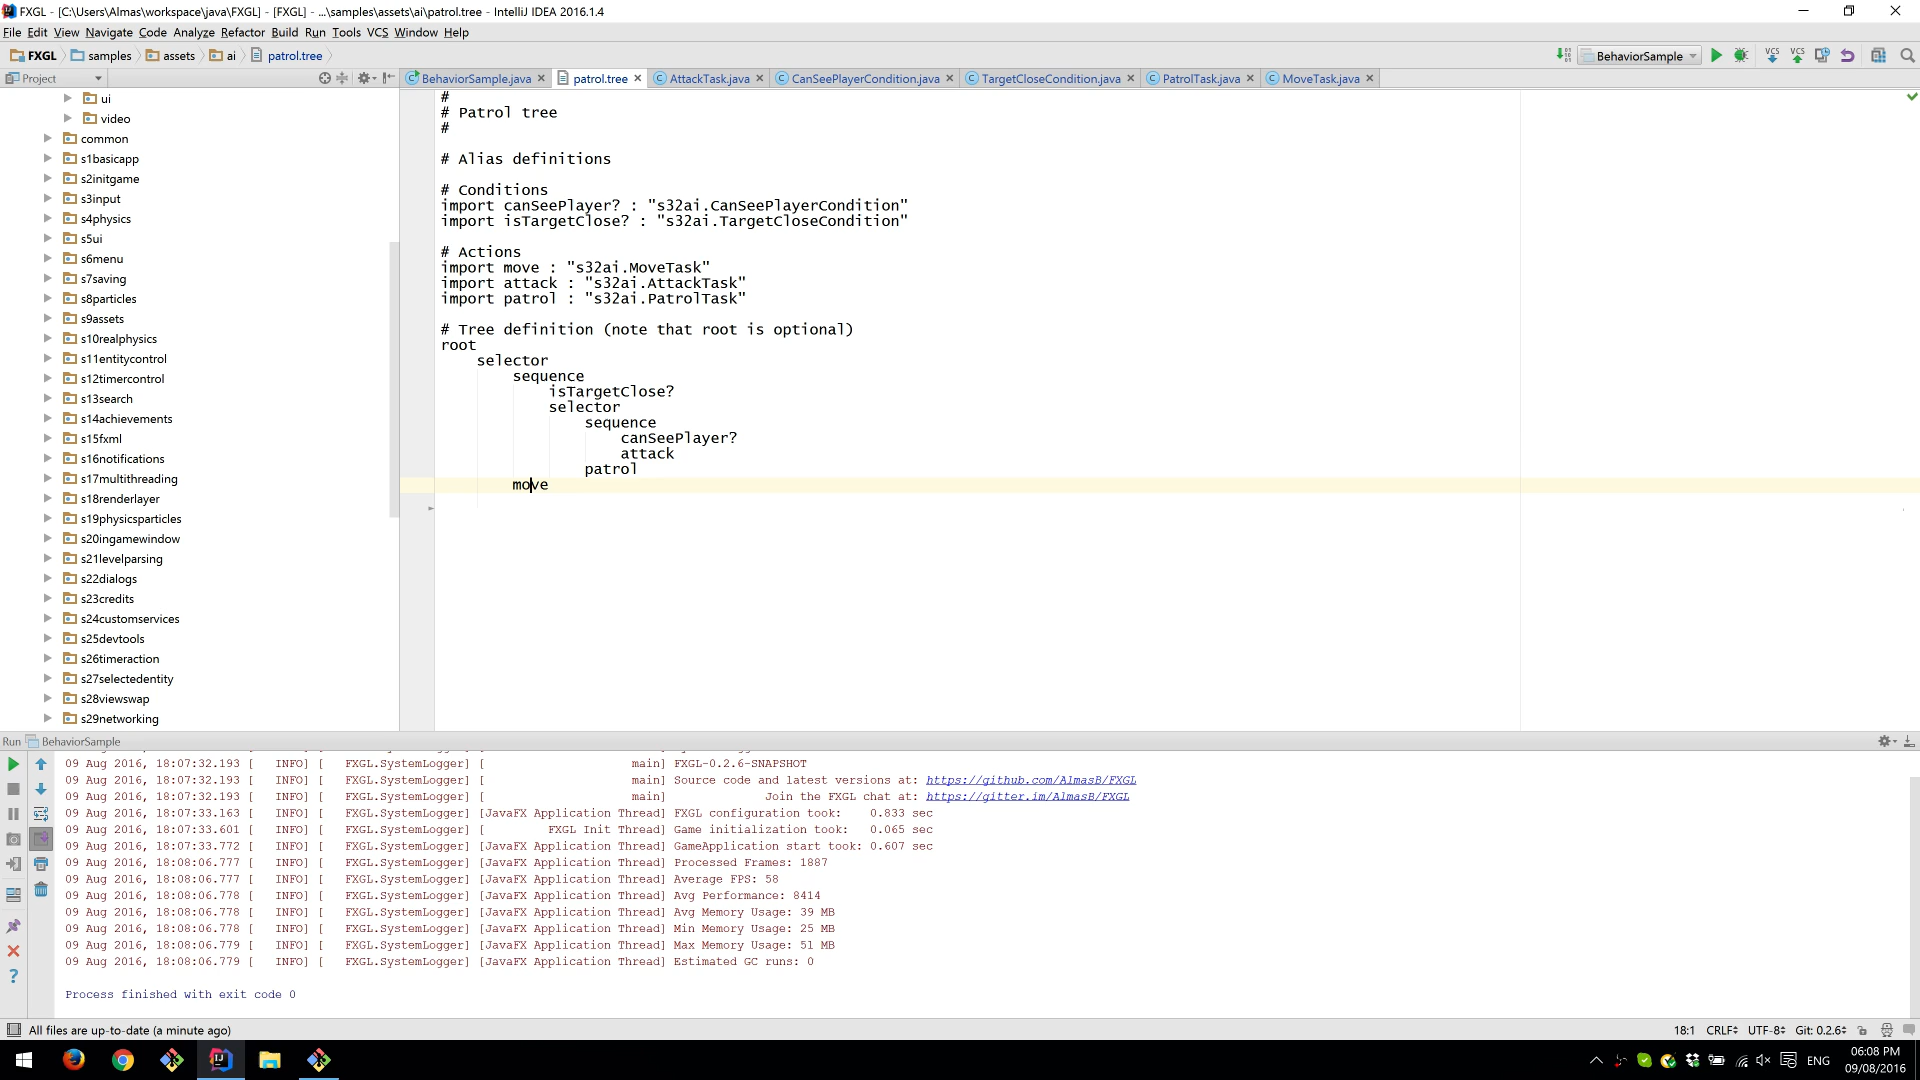 FXGL - [C:\Users\Almas\workspace\java\FXGL] - [FXGL] - ...\samples\assets\ai\patrol.tree - IntelliJ IDEA 2016.1.4
File Edit View Navigate Code Analyze Refactor Build Run Tools VCS Window Help
FXGL samples assets ai patrol.tree
BehaviorSample
VCS VCS
Project
BehaviorSample.java patrol.tree AttackTask.java CanSeePlayerCondition.java TargetCloseCondition.java PatrolTask.java MoveTask.java
ui
video
common
s1basicapp
s2initgame
s3input
s4physics
s5ui
s6menu
s7saving
s8particles
s9assets
s10realphysics
s11entitycontrol
s12timercontrol
s13search
s14achievements
s15fxml
s16notifications
s17multithreading
s18renderlayer
s19physicsparticles
s20ingamewindow
s21levelparsing
s22dialogs
s23credits
s24customservices
s25devtools
s26timeraction
s27selectedentity
s28viewswap
s29networking
#
# Patrol tree
#
# Alias definitions
# Conditions
import canSeePlayer? : "s32ai.CanSeePlayerCondition"
import isTargetClose? : "s32ai.TargetCloseCondition"
# Actions
import move : "s32ai.MoveTask"
import attack : "s32ai.AttackTask"
import patrol : "s32ai.PatrolTask"
# Tree definition (note that root is optional)
root
selector
sequence
isTargetClose?
selector
sequence
canSeePlayer?
attack
patrol
move
Run BehaviorSample
09 Aug 2016, 18:07:32.193 [ INFO] [ FXGL.SystemLogger] [ main] FXGL-0.2.6-SNAPSHOT
09 Aug 2016, 18:07:32.193 [ INFO] [ FXGL.SystemLogger] [ main] Source code and latest versions at: https://github.com/AlmasB/FXGL
09 Aug 2016, 18:07:32.193 [ INFO] [ FXGL.SystemLogger] [ main] Join the FXGL chat at: https://gitter.im/AlmasB/FXGL
09 Aug 2016, 18:07:33.163 [ INFO] [ FXGL.SystemLogger] [JavaFX Application Thread] FXGL configuration took: 0.833 sec
09 Aug 2016, 18:07:33.601 [ INFO] [ FXGL.SystemLogger] [ FXGL Init Thread] Game initialization took: 0.065 sec
09 Aug 2016, 18:07:33.772 [ INFO] [ FXGL.SystemLogger] [JavaFX Application Thread] GameApplication start took: 0.607 sec
09 Aug 2016, 18:08:06.777 [ INFO] [ FXGL.SystemLogger] [JavaFX Application Thread] Processed Frames: 1887
09 Aug 2016, 18:08:06.777 [ INFO] [ FXGL.SystemLogger] [JavaFX Application Thread] Average FPS: 58
09 Aug 2016, 18:08:06.778 [ INFO] [ FXGL.SystemLogger] [JavaFX Application Thread] Avg Performance: 8414
09 Aug 2016, 18:08:06.778 [ INFO] [ FXGL.SystemLogger] [JavaFX Application Thread] Avg Memory Usage: 39 MB
09 Aug 2016, 18:08:06.778 [ INFO] [ FXGL.SystemLogger] [JavaFX Application Thread] Min Memory Usage: 25 MB
09 Aug 2016, 18:08:06.779 [ INFO] [ FXGL.SystemLogger] [JavaFX Application Thread] Max Memory Usage: 51 MB
09 Aug 2016, 18:08:06.779 [ INFO] [ FXGL.SystemLogger] [JavaFX Application Thread] Estimated GC runs: 0
Process finished with exit code 0
All files are up-to-date (a minute ago)
18:1 CRLF UTF-8 Git: 0.2.6
ENG
06:08 PM
09/08/2016